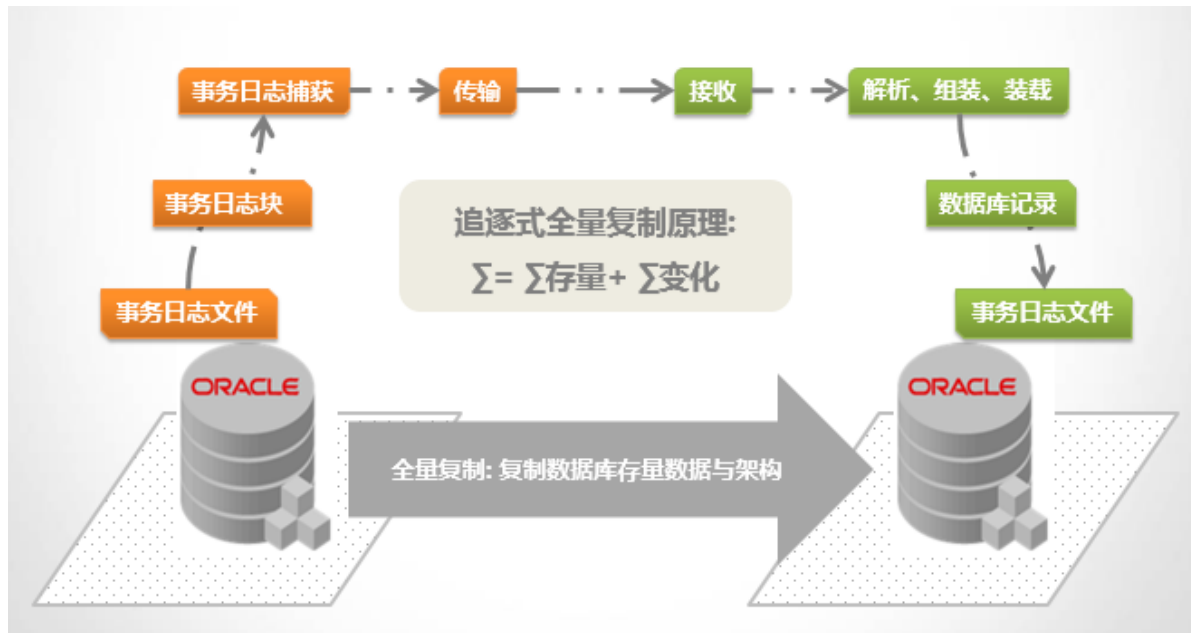 事务日志捕获
传输
接收
解析、组装、装载
事务日志块
数据库记录
追逐式全量复制原理:
∑= ∑存量+ ∑变化
事务日志文件
事务日志文件
ORACLE
ORACLE
全量复制: 复制数据库存量数据与架构